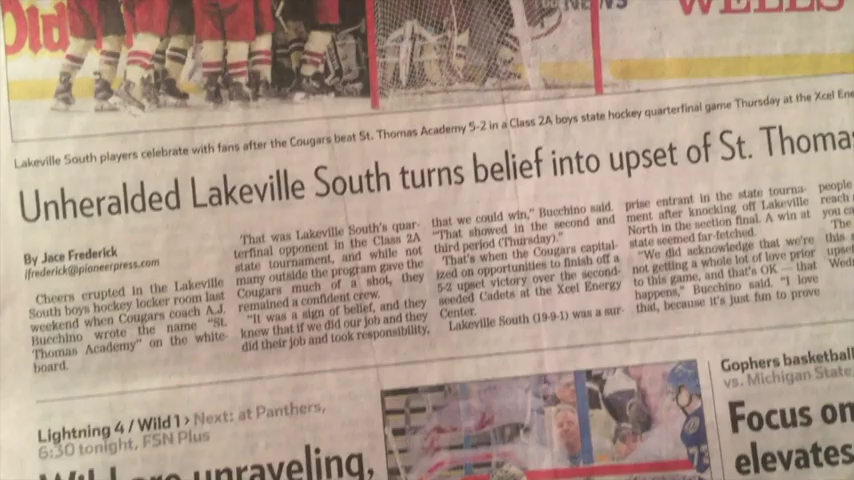 Old
WELLS
Lakeville South players celebrate with fans after the Cougars beat St. Thomas Academy 5-2 in a Class 2A boys state hockey quarterfinal game Thursday at the Xcel
Unheralded Lakeville South turns belief into upset of St. Thomas
By Jace Frederick
jfrederick@pioneerpress.com
Cheers erupted in the Lakeville
South boys hockey locker room last
weekend when Cougars coach A.J.
Bucchino wrote the name "St.
Thomas Academy" on the white-
board.
That was Lakeville South's quar-
terfinal opponent in the Class 2A
state tournament, and while not
many outside the program gave the
Cougars much of a shot, they
remained a confident crew.
"It was a sign of belief, and they
knew that if we did our job and they
did their job and took responsibility,
that we could win," Bucchino said.
"That showed in the second and
third period (Thursday)."
That's when the Cougars capital-
ized on opportunities to finish off a
5-2 upset victory over the second-
seeded Cadets at the Xcel Energy
Center.
Lakeville South (19-9-1) was a sur-
prise entrant in the state tourna-
ment after knocking off Lakeville
North in the section final. A win at
state seemed far-fetched.
"We did acknowledge that we're
not getting a whole lot of love prior
to this game, and that's OK — that
happens," Bucchino said. "I love
that, because it's just fun to prove
people
reach
you ca
The
this
upset
Wed
Lightning 4 / Wild 1 > Next: at Panthers,
6:30 tonight, FSN Plus
unraveling,
Gophers basketball
vs. Michigan State,
Focus on
elevates